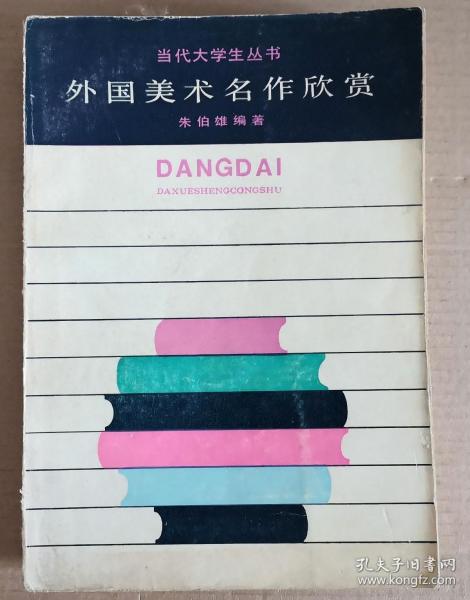 当代大学生丛书
外国美术名作欣赏
朱伯雄编著
DANGDAI
DAXUESHENGCONGSHU
孔夫子旧书网
www.kongfz.com